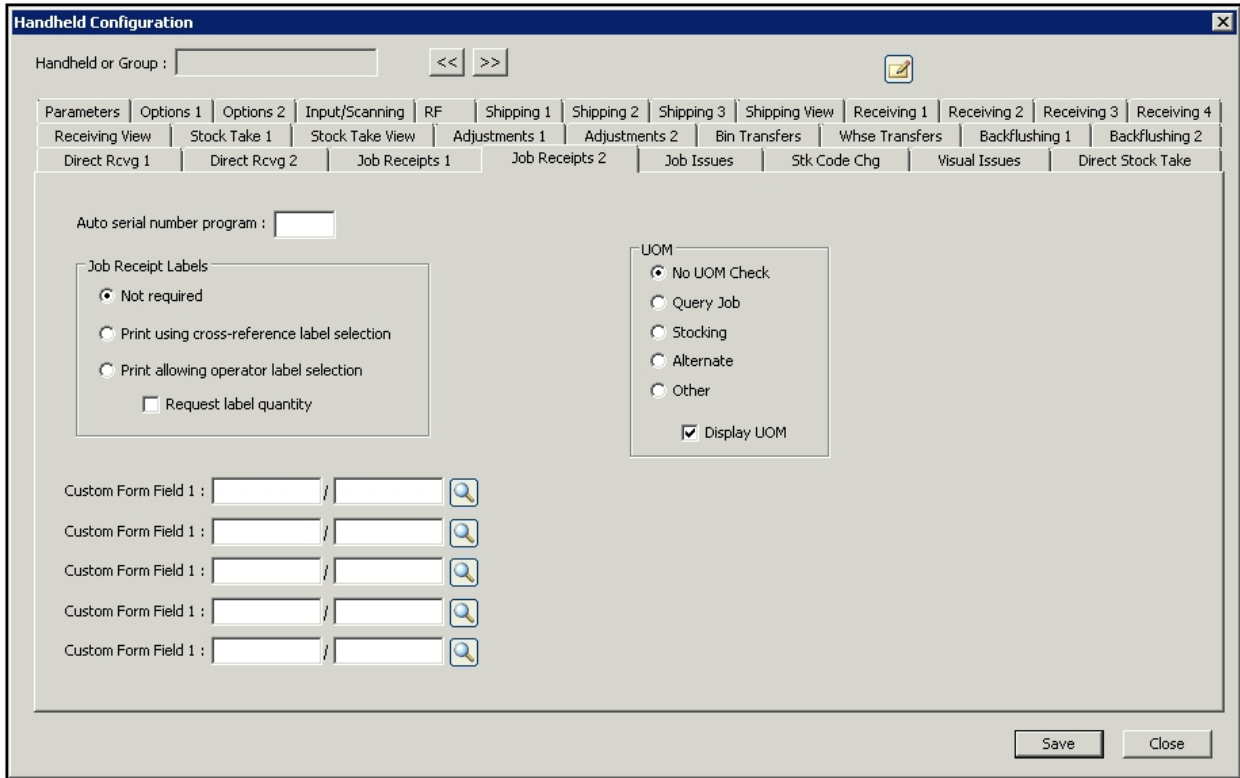 Handheld Configuration
Handheld or Group : << >>
Parameters Options 1 Options 2 Input/Scanning RF Shipping 1 Shipping 2 Shipping 3 Shipping View Receiving 1 Receiving 2 Receiving 3 Receiving 4
Receiving View Stock Take 1 Stock Take View Adjustments 1 Adjustments 2 Bin Transfers Whse Transfers Backflushing 1 Backflushing 2
Direct Rcvg 1 Direct Rcvg 2 Job Receipts 1 Job Receipts 2 Job Issues Stk Code Chg Visual Issues Direct Stock Take
Auto serial number program :
Job Receipt Labels
Not required
Print using cross-reference label selection
Print allowing operator label selection
Request label quantity
UOM
No UOM Check
Query Job
Stocking
Alternate
Other
Display UOM
Custom Form Field 1 : /
Custom Form Field 1 : /
Custom Form Field 1 : /
Custom Form Field 1 : /
Custom Form Field 1 : /
Save Close